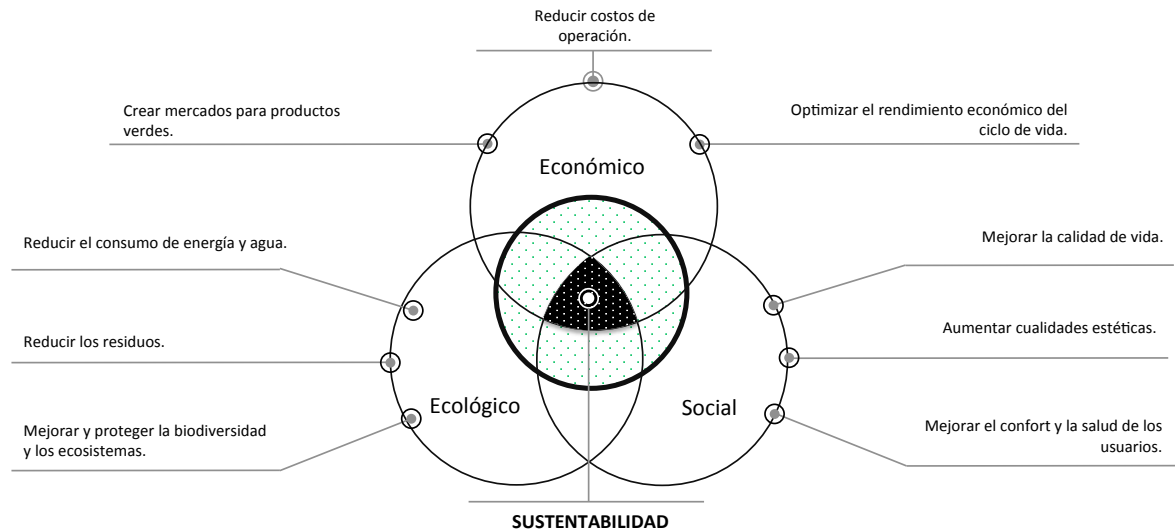 Reducir costos de
operación.
Crear mercados para productos
verdes.
Optimizar el rendimiento económico del
ciclo de vida.
Económico
Reducir el consumo de energía y agua.
Mejorar la calidad de vida.
Reducir los residuos.
Aumentar cualidades estéticas.
Ecológico
Social
Mejorar y proteger la biodiversidad
y los ecosistemas.
Mejorar el confort y la salud de los
usuarios.
SUSTENTABILIDAD